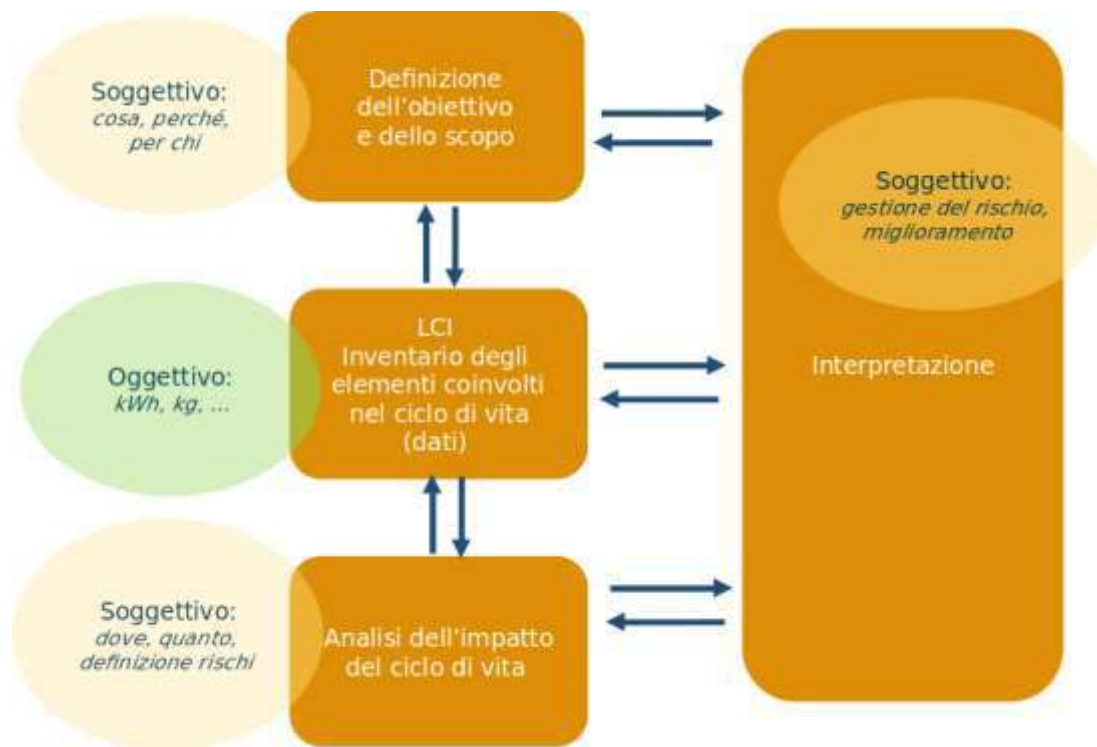 Soggettivo:
cosa, perché,
per chi
Definizione
dell'obiettivo
e dello scopo
Soggettivo:
gestione del rischio,
miglioramento
Oggettivo:
kWh, kg, ...
LCI
Inventario degli
elementi coinvolti
nel ciclo di vita
(dati)
Interpretazione
Soggettivo:
dove, quanto,
definizione rischi
Analisi dell'impatto
del ciclo di vita